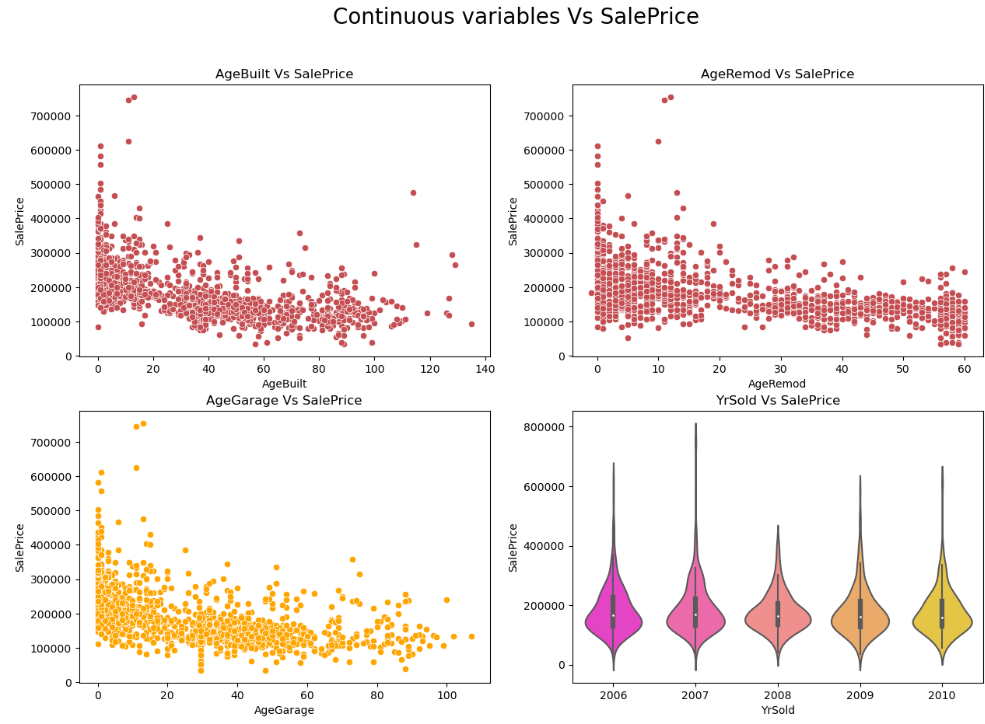 Continuous variables Vs SalePrice
AgeBuilt Vs SalePrice
SalePrice
700000
600000
500000
400000
300000
200000
100000
0
0 20 40 60 80 100 120 140
AgeBuilt
AgeRemod Vs SalePrice
SalePrice
700000
600000
500000
400000
300000
200000
100000
0
0 10 20 30 40 50 60
AgeRemod
AgeGarage Vs SalePrice
SalePrice
700000
600000
500000
400000
300000
200000
100000
0
0 20 40 60 80 100
AgeGarage
YrSold Vs SalePrice
SalePrice
800000
600000
400000
200000
0
2006 2007 2008 2009 2010
YrSold